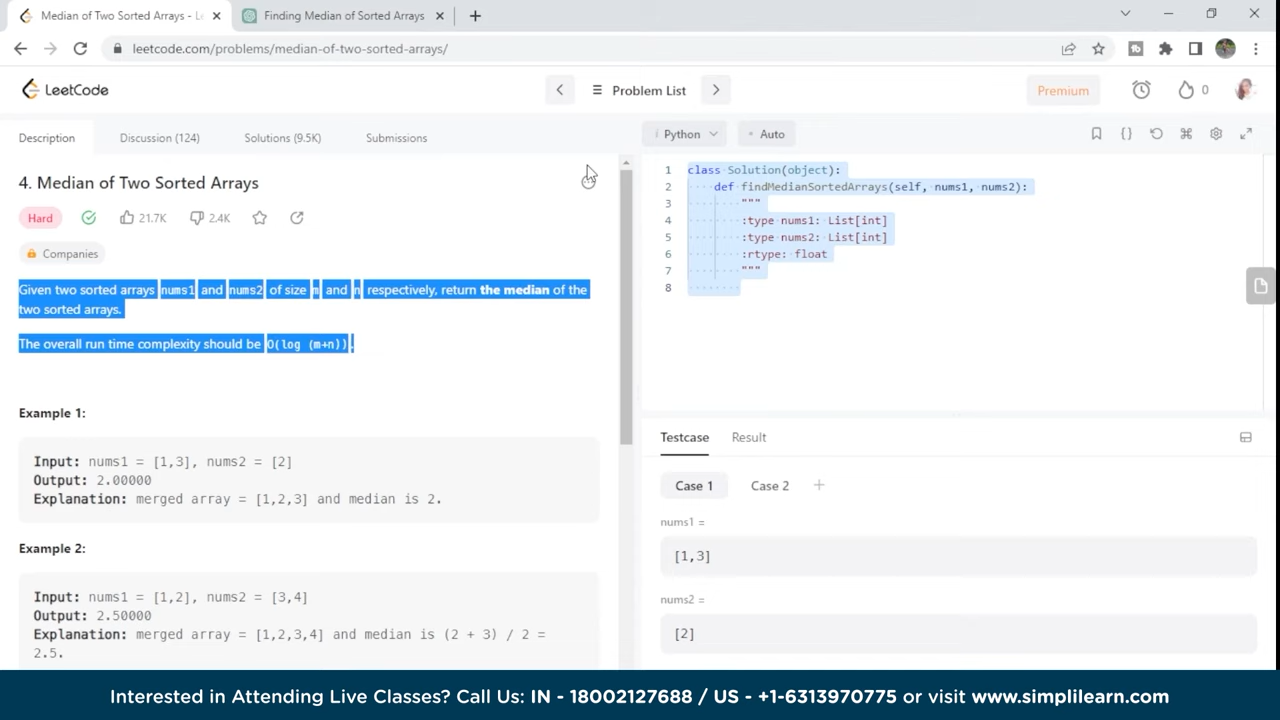 Median of Two Sorted Arrays - Le
Finding Median of Sorted Arrays
leetcode.com/problems/median-of-two-sorted-arrays/
LeetCode
Problem List
Premium
0
Description
Discussion (124)
Solutions (9.5K)
Submissions
i Python
Auto
4. Median of Two Sorted Arrays
Hard
21.7K
2.4K
Companies
Given two sorted arrays nums1 and nums2 of size m and n respectively, return the median of the
two sorted arrays.
The overall run time complexity should be O(log (m+n)).
Example 1:
Input: nums1 = [1,3], nums2 = [2]
Output: 2.00000
Explanation: merged array = [1,2,3] and median is 2.
Example 2:
Input: nums1 = [1,2], nums2 = [3,4]
Output: 2.50000
Explanation: merged array = [1,2,3,4] and median is (2 + 3) / 2 =
2.5.
1 class Solution(object):
2 def findMedianSortedArrays(self, nums1, nums2):
3 """
4 :type nums1: List[int]
5 :type nums2: List[int]
6 :rtype: float
7 """
8
Testcase
Result
Case 1
Case 2
nums1 =
[1,3]
nums2 =
[2]
Interested in Attending Live Classes? Call Us: IN - 18002127688 / US - +1-6313970775 or visit www.simplilearn.com